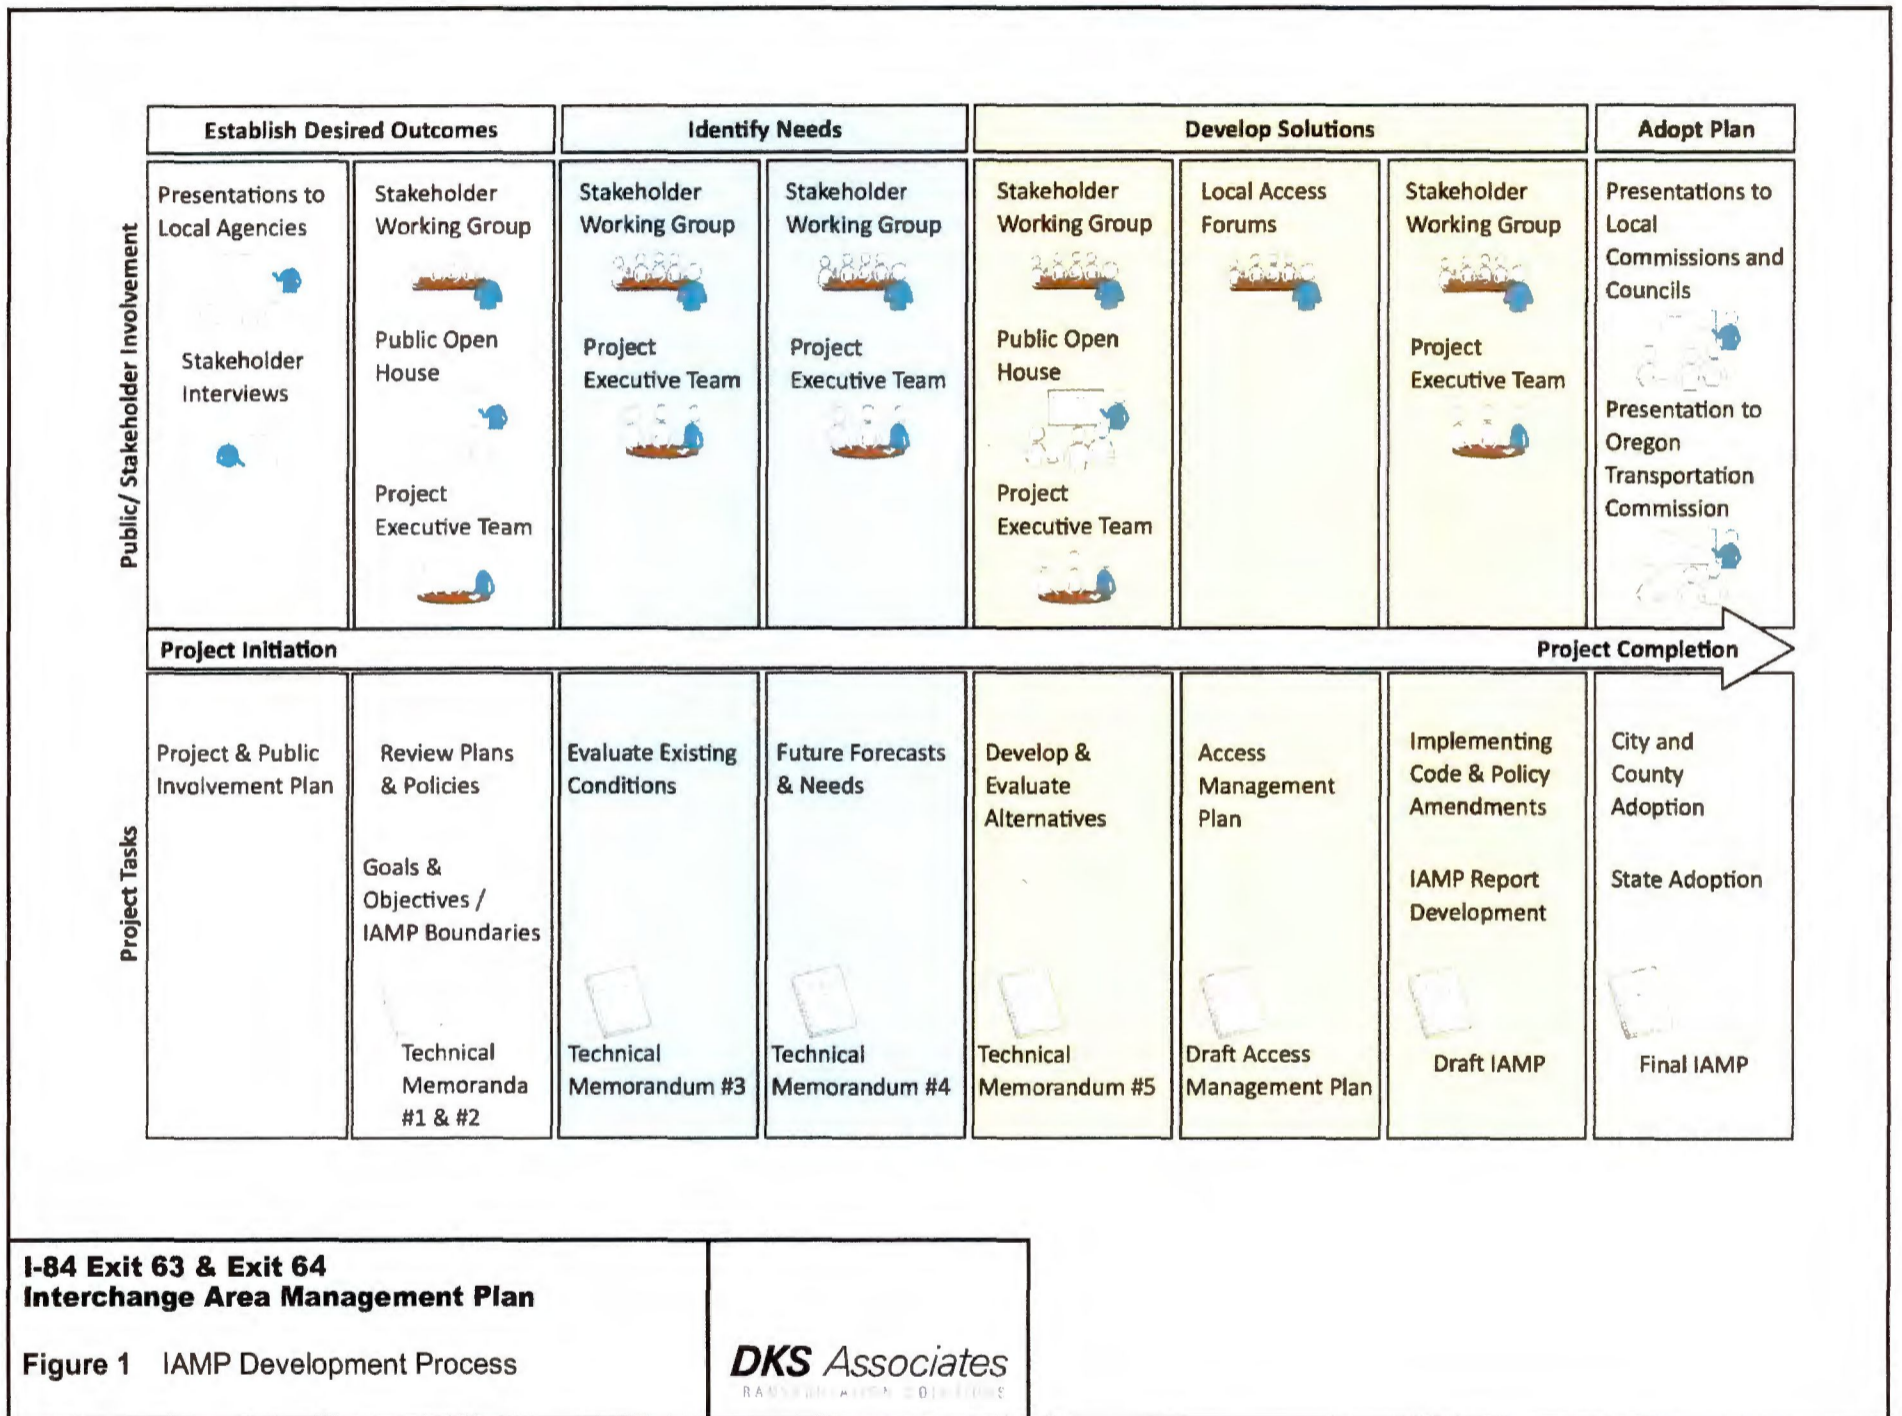 Establish Desired Outcomes
Identify Needs
Develop Solutions
Adopt Plan
Public/ Stakeholder Involvement
Presentations to
Local Agencies
Stakeholder
Interviews
Stakeholder
Working Group
Public Open
House
Project
Executive Team
Stakeholder
Working Group
Project
Executive Team
Stakeholder
Working Group
Project
Executive Team
Stakeholder
Working Group
Public Open
House
Project
Executive Team
Local Access
Forums
Stakeholder
Working Group
Project
Executive Team
Presentations to
Local
Commissions and
Councils
Presentation to
Oregon
Transportation
Commission
Project Initiation
Project Completion
Project Tasks
Project & Public
Involvement Plan
Review Plans
& Policies
Goals &
Objectives /
IAMP Boundaries
Technical
Memoranda
#1 & #2
Evaluate Existing
Conditions
Technical
Memorandum #3
Future Forecasts
& Needs
Technical
Memorandum #4
Develop &
Evaluate
Alternatives
Technical
Memorandum #5
Access
Management
Plan
Draft Access
Management Plan
Implementing
Code & Policy
Amendments
IAMP Report
Development
Draft IAMP
City and
County
Adoption
State Adoption
Final IAMP
I-84 Exit 63 & Exit 64
Interchange Area Management Plan
Figure 1 IAMP Development Process
DKS Associates